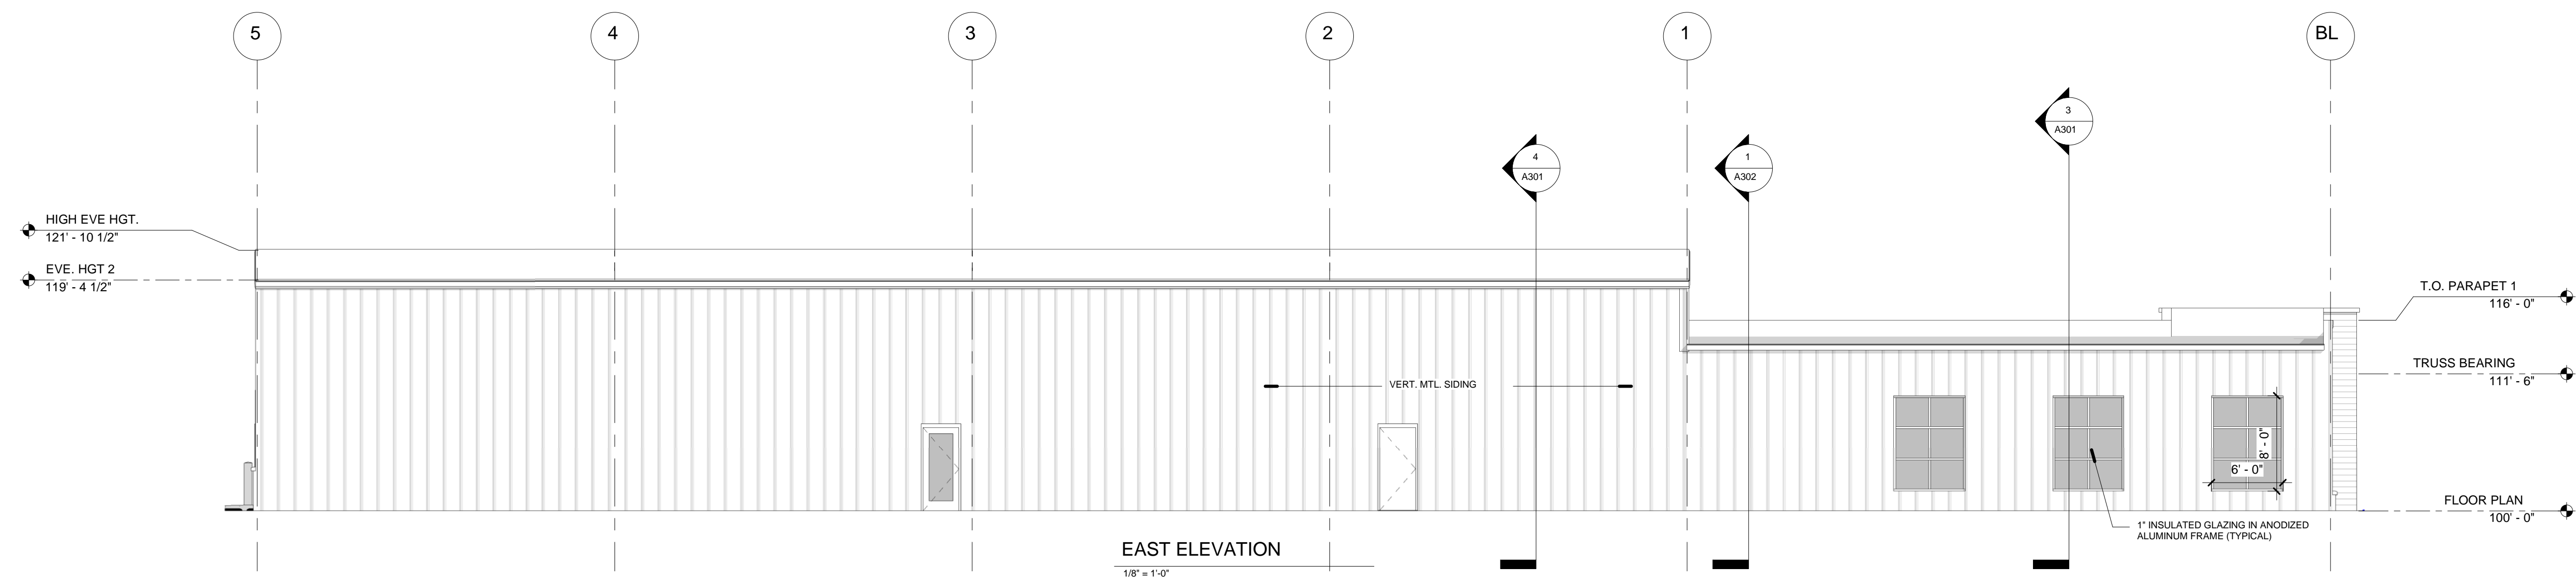 5
4
3
2
1
BL
3
A301
4
A301
1
A302
HIGH EVE HGT.
121' - 10 1/2"
EVE. HGT 2
119' - 4 1/2"
T.O. PARAPET 1
116' - 0"
TRUSS BEARING
111' - 6"
VERT. MTL. SIDING
8' - 0"
6' - 0"
FLOOR PLAN
100' - 0"
1" INSULATED GLAZING IN ANODIZED
ALUMINUM FRAME (TYPICAL)
EAST ELEVATION
1/8" = 1'-0"